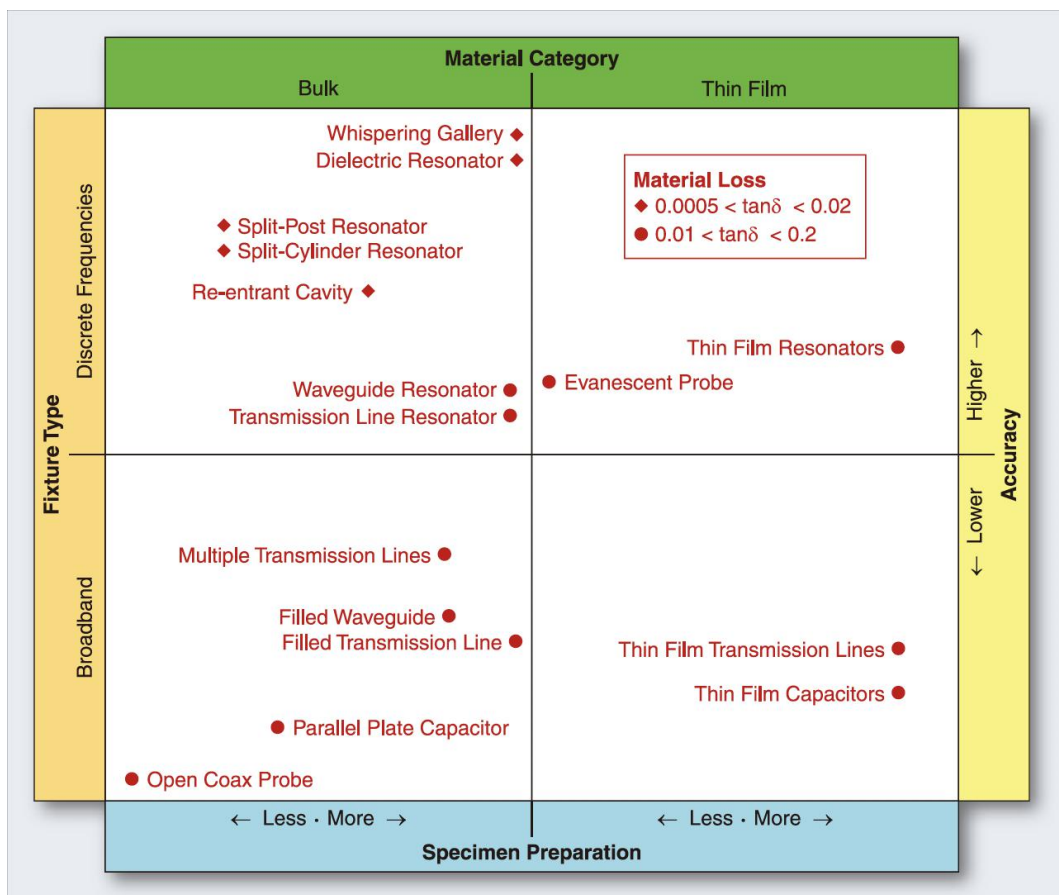 Material Category
Bulk
Thin Film
Fixture Type
Discrete Frequencies
Broadband
Whispering Gallery ◆
Dielectric Resonator ◆
◆ Split-Post Resonator
◆ Split-Cylinder Resonator
Re-entrant Cavity ◆
Waveguide Resonator ●
Transmission Line Resonator ●
Material Loss
◆ 0.0005 < tanδ < 0.02
● 0.01 < tanδ < 0.2
Thin Film Resonators ●
● Evanescent Probe
Multiple Transmission Lines ●
Filled Waveguide ●
Filled Transmission Line ●
● Parallel Plate Capacitor
● Open Coax Probe
Thin Film Transmission Lines ●
Thin Film Capacitors ●
Higher →
← Lower
Accuracy
← Less · More →
← Less · More →
Specimen Preparation